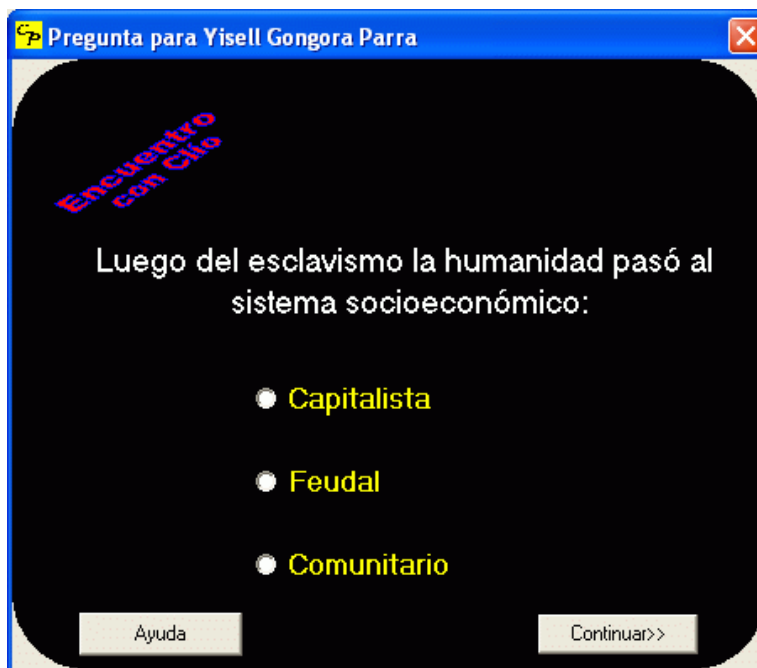 CP Pregunta para Yisell Gongora Parra
Encuentro
con Clío
Luego del esclavismo la humanidad pasó al
sistema socioeconómico:
Capitalista
Feudal
Comunitario
Ayuda
Continuar>>